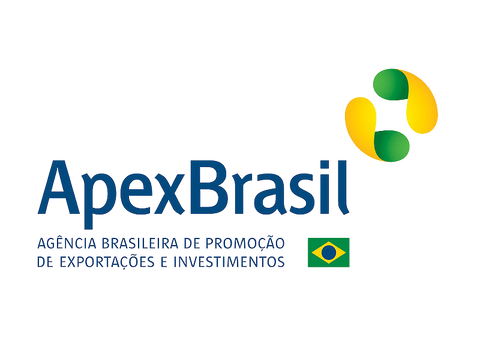 ApexBrasil
AGÊNCIA BRASILEIRA DE PROMOÇÃO
DE EXPORTAÇÕES E INVESTIMENTOS